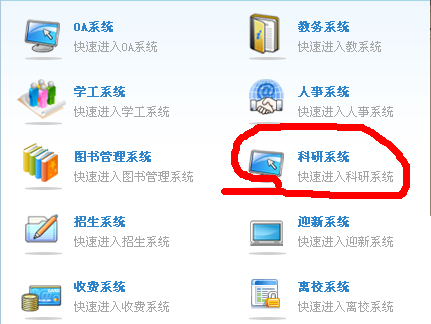 OA系统
快速进入OA系统
教务系统
快速进入教系统
学工系统
快速进入学工系统
人事系统
快速进入人事系统
图书管理系统
快速进入图书管理系统
科研系统
快速进入科研系统
招生系统
快速进入招生系统
迎新系统
快速进入迎新系统
收费系统
快速进入收费系统
离校系统
快速进入离校系统